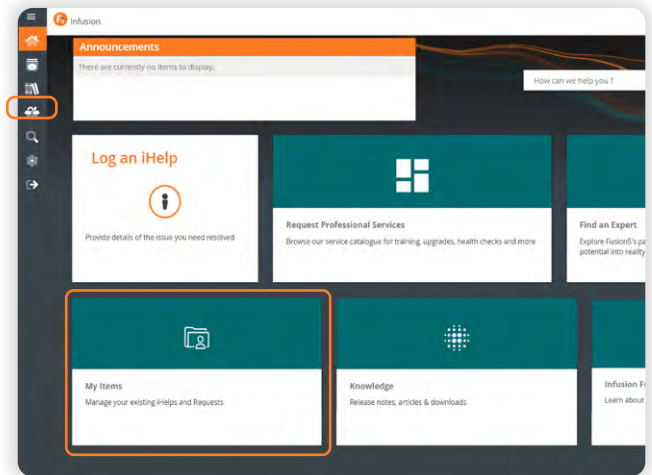 Infusion
Announcements
There are currently no items to display.
How can we help you ?
Log an iHelp
Provide details of the issue you need resolved
Request Professional Services
Browse our service catalogue for training, upgrades, health checks and more
Find an Expert
Explore Fusion5's pa
potential into reality
My Items
Manage your existing iHelps and Requests
Knowledge
Release notes, articles & downloads
Infusion F
Learn about